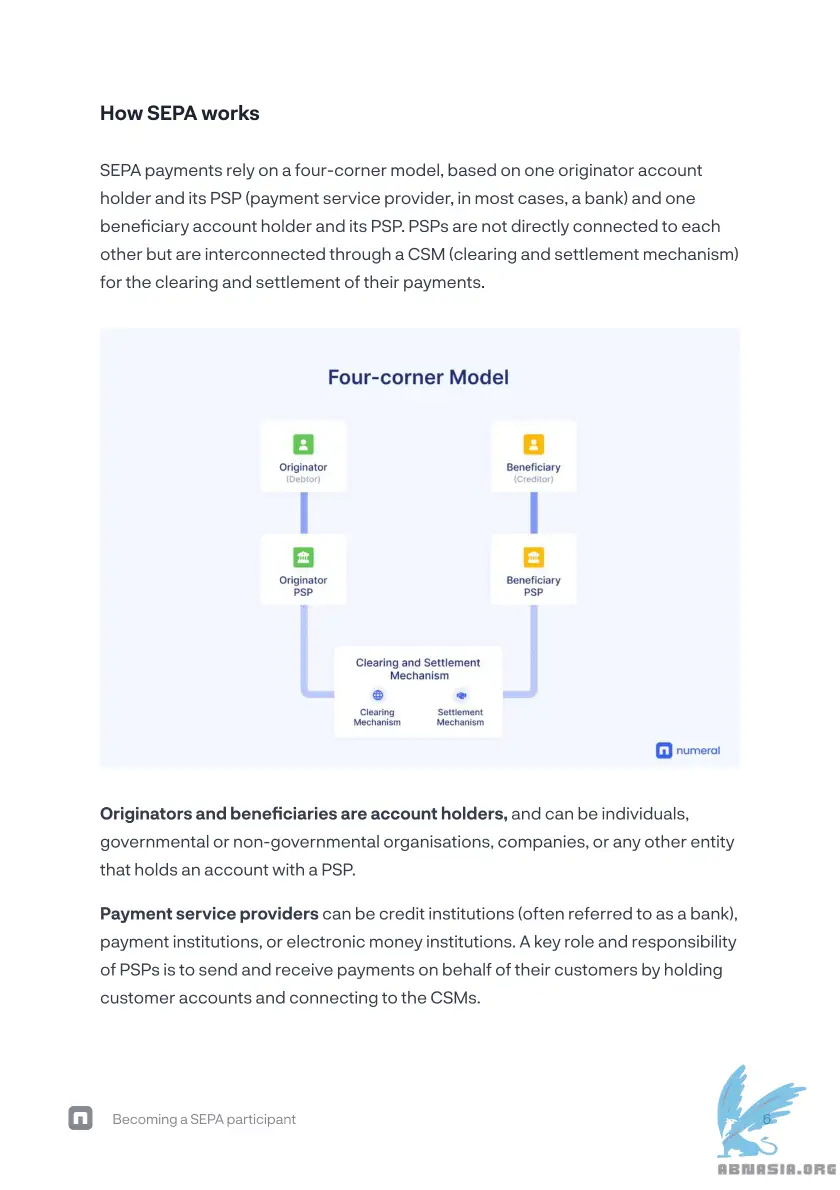 How SEPA works
SEPA payments rely on a four-corner model, based on one originator account
holder and its PSP (payment service provider, in most cases, a bank) and one
beneficiary account holder and its PSP. PSPs are not directly connected to each
other but are interconnected through a CSM (clearing and settlement mechanism)
for the clearing and settlement of their payments.
Four-corner Model
Originator
(Debtor)
Beneficiary
(Creditor)
Originator
PSP
Beneficiary
PSP
Clearing and Settlement
Mechanism
Clearing
Mechanism
Settlement
Mechanism
numeral
Originators and beneficiaries are account holders, and can be individuals,
governmental or non-governmental organisations, companies, or any other entity
that holds an account with a PSP.
Payment service providers can be credit institutions (often referred to as a bank),
payment institutions, or electronic money institutions. A key role and responsibility
of PSPs is to send and receive payments on behalf of their customers by holding
customer accounts and connecting to the CSMs.
Becoming a SEPA participant
6
ABNASIA.ORG